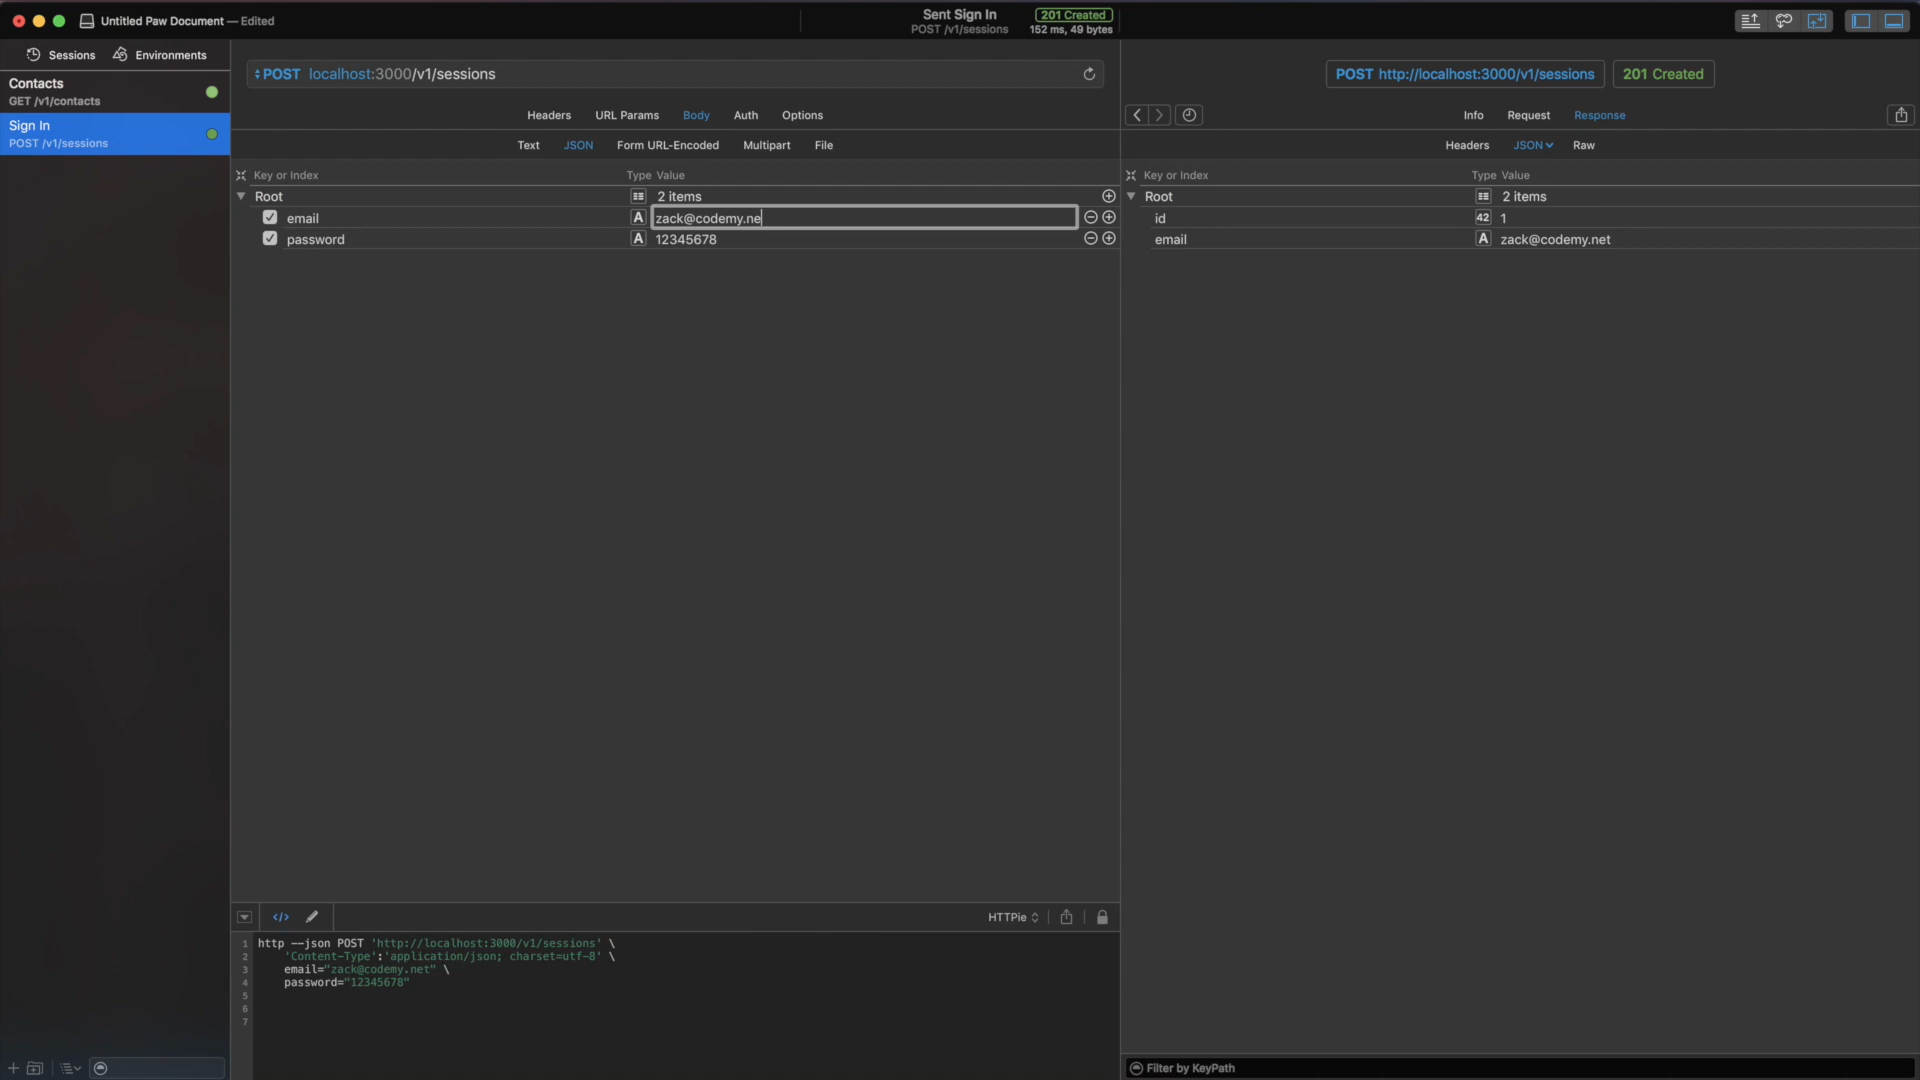 Untitled Paw Document — Edited
Sent Sign In
POST /v1/sessions
201 Created
152 ms, 49 bytes
Sessions
Environments
Contacts
GET /v1/contacts
Sign In
POST /v1/sessions
POST localhost:3000/v1/sessions
Headers URL Params Body Auth Options
Text JSON Form URL-Encoded Multipart File
Key or Index Type Value
Root 2 items
email A zack@codemy.ne
password A 12345678
POST http://localhost:3000/v1/sessions
201 Created
Info Request Response
Headers JSON Raw
Key or Index Type Value
Root 2 items
id 42 1
email A zack@codemy.net
</> HTTPie
1 http --json POST 'http://localhost:3000/v1/sessions' \
2 'Content-Type':'application/json; charset=utf-8' \
3 email="zack@codemy.net" \
4 password="12345678"
5
6
7
Filter by KeyPath